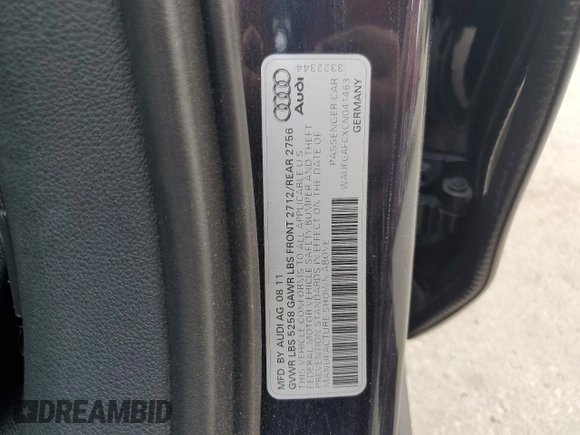 3322344
Audi
MFD BY AUDI AG 08 11
GVWR LBS 5258 GAWR LBS FRONT 2712/REAR 2756
THIS VEHICLE CONFORMS TO ALL APPLICABLE U.S
FEDERAL MOTOR VEHICLE SAFETY BUMPER AND THEFT
PREVENTION STANDARDS IN EFFECT ON THE DATE OF
MANUFACTURE SHOWN ABOVE
PASSENGER CAR
WAUFGAFCXCN041463
GERMANY
DREAMBID